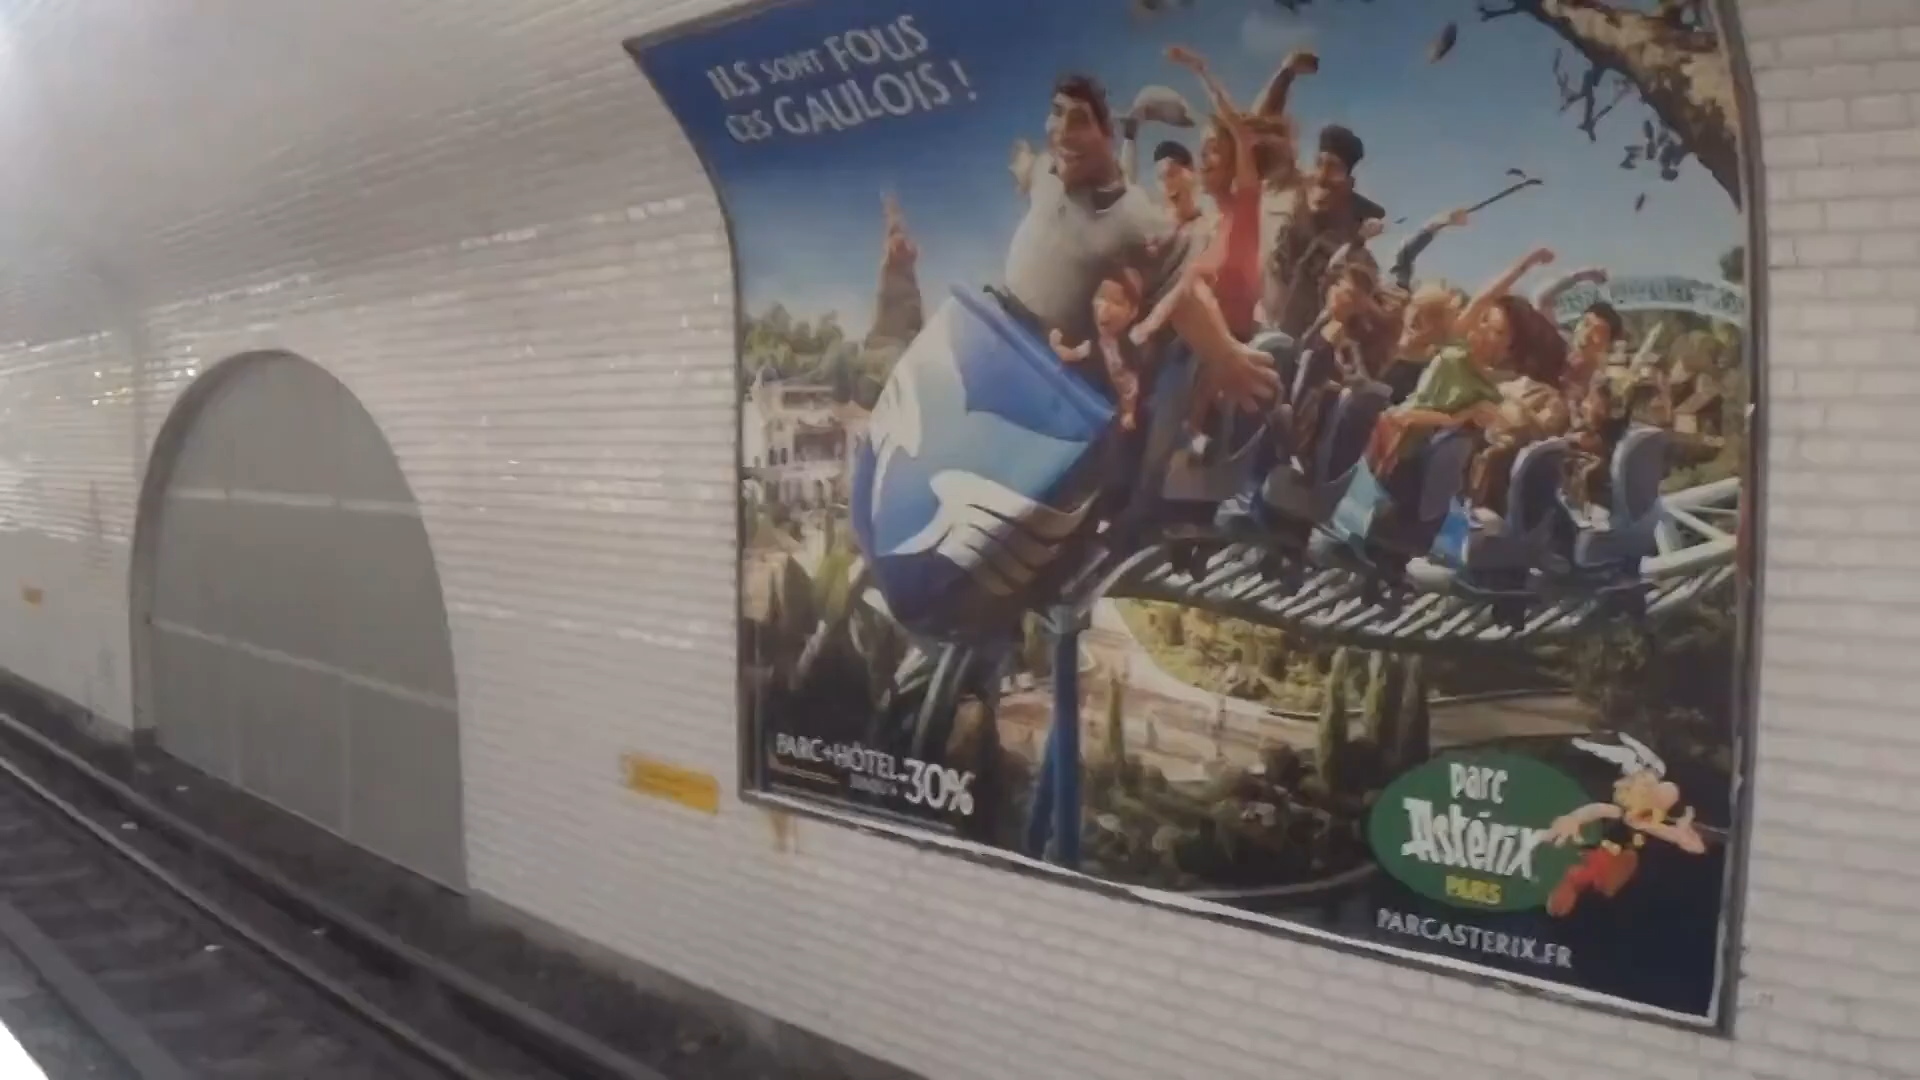 ILS SONT FOUS
CES GAULOIS !
PARC+HÔTEL
-30%
Parc
Astérix
PARIS
PARCASTERIX.FR